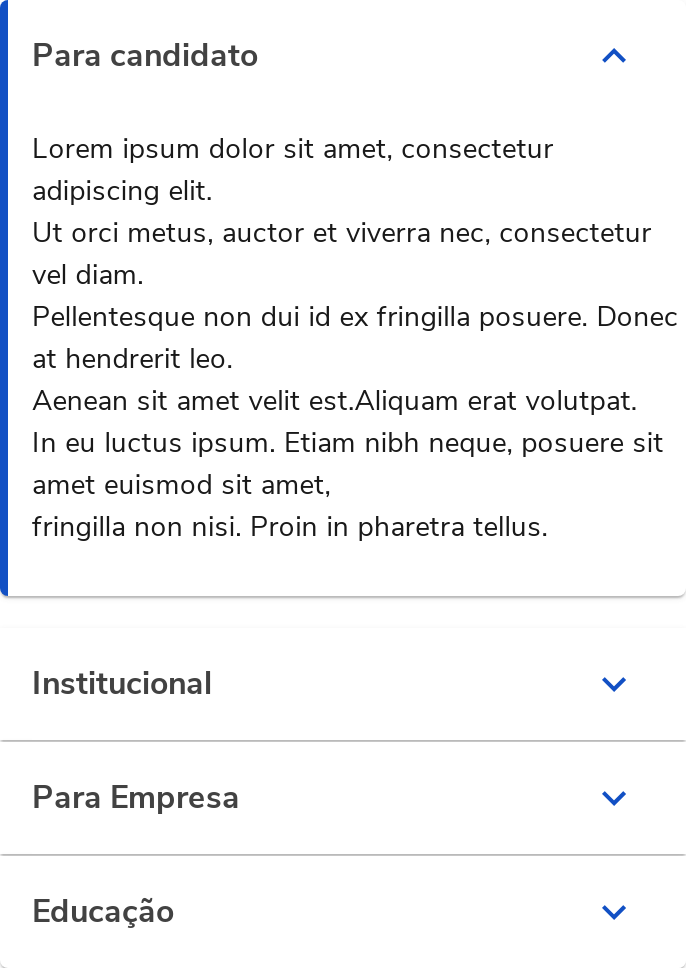 Para candidato
Lorem ipsum dolor sit amet, consectetur
adipiscing elit.
Ut orci metus, auctor et viverra nec, consectetur
vel diam.
Pellentesque non dui id ex fringilla posuere. Donec
at hendrerit leo.
Aenean sit amet velit est.Aliquam erat volutpat.
In eu luctus ipsum. Etiam nibh neque, posuere sit
amet euismod sit amet,
fringilla non nisi. Proin in pharetra tellus.
Institucional
Para Empresa
Educação